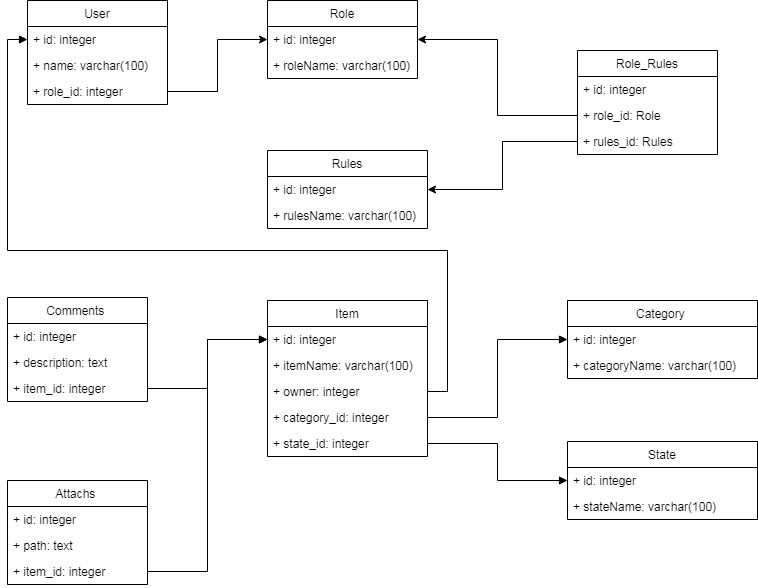 User
+ id: integer
+ name: varchar(100)
+ role_id: integer
Role
+ id: integer
+ roleName: varchar(100)
Role_Rules
+ id: integer
+ role_id: Role
+ rules_id: Rules
Rules
+ id: integer
+ rulesName: varchar(100)
Comments
+ id: integer
+ description: text
+ item_id: integer
Item
+ id: integer
+ itemName: varchar(100)
+ owner: integer
+ category_id: integer
+ state_id: integer
Category
+ id: integer
+ categoryName: varchar(100)
State
+ id: integer
+ stateName: varchar(100)
Attachs
+ id: integer
+ path: text
+ item_id: integer